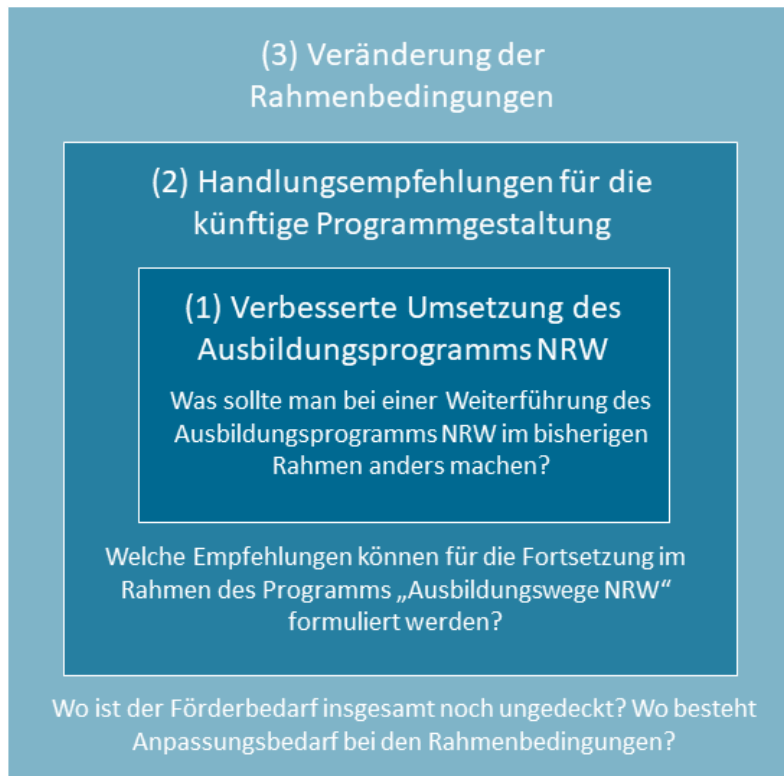 (3) Veränderung der
Rahmenbedingungen
(2) Handlungsempfehlungen für die
künftige Programmgestaltung
(1) Verbesserte Umsetzung des
Ausbildungsprogramms NRW
Was sollte man bei einer Weiterführung des
Ausbildungsprogramms NRW im bisherigen
Rahmen anders machen?
Welche Empfehlungen können für die Fortsetzung im
Rahmen des Programms „Ausbildungswege NRW“
formuliert werden?
Wo ist der Förderbedarf insgesamt noch ungedeckt? Wo besteht
Anpassungsbedarf bei den Rahmenbedingungen?